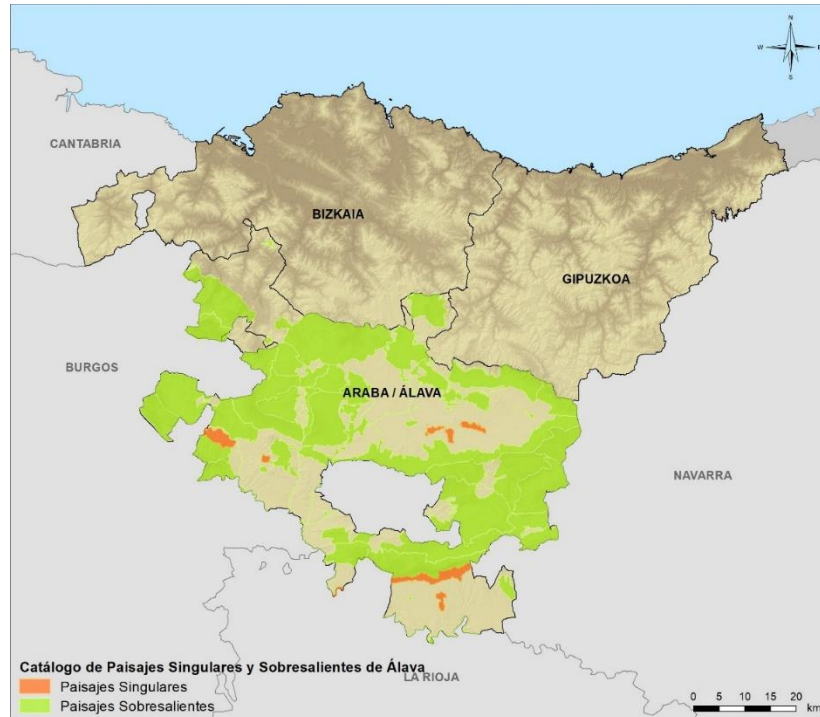 N
W
E
S
CANTABRIA
BIZKAIA
GIPUZKOA
BURGOS
ARABA / ÁLAVA
NAVARRA
Catálogo de Paisajes Singulares y Sobresalientes de Álava
LA RIOJA
Paisajes Singulares
Paisajes Sobresalientes
0 5 10 15 20
km